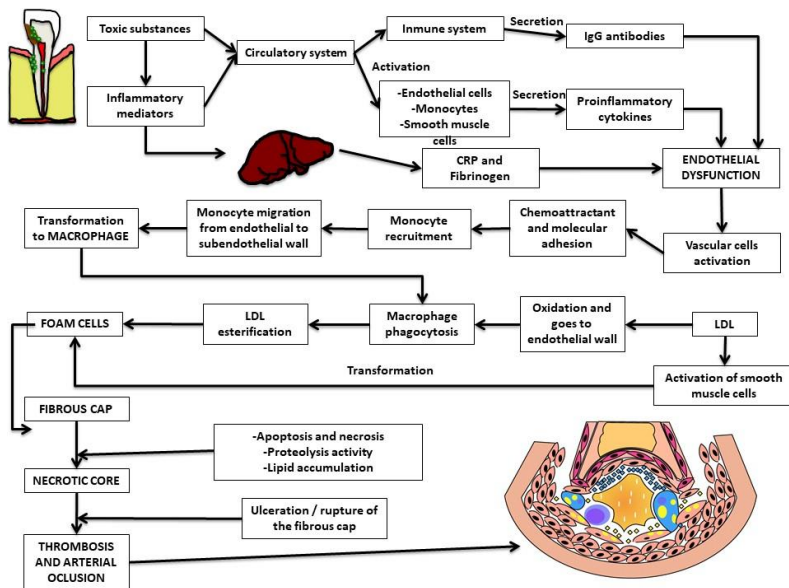 Toxic substances
Circulatory system
Inmune system
Secretion
IgG antibodies
Activation
Inflammatory
mediators
-Endothelial cells
-Monocytes
-Smooth muscle
cells
Secretion
Proinflammatory
cytokines
CRP and
Fibrinogen
ENDOTHELIAL
DYSFUNCTION
Transformation
to MACROPHAGE
Monocyte migration
from endothelial to
subendothelial wall
Monocyte
recruitment
Chemoattractant
and molecular
adhesion
Vascular cells
activation
FOAM CELLS
LDL
esterification
Macrophage
phagocytosis
Oxidation and
goes to
endothelial wall
LDL
Transformation
Activation of smooth
muscle cells
FIBROUS CAP
-Apoptosis and necrosis
-Proteolysis activity
-Lipid accumulation
NECROTIC CORE
Ulceration / rupture of
the fibrous cap
THROMBOSIS
AND ARTERIAL
OCLUSION